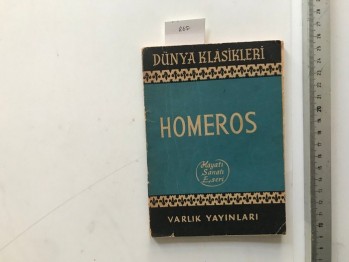 DÜNYA KLASİKLERİ
HOMEROS
Hayatı
Sanatı
Eseri
VARLIK YAYINLARI